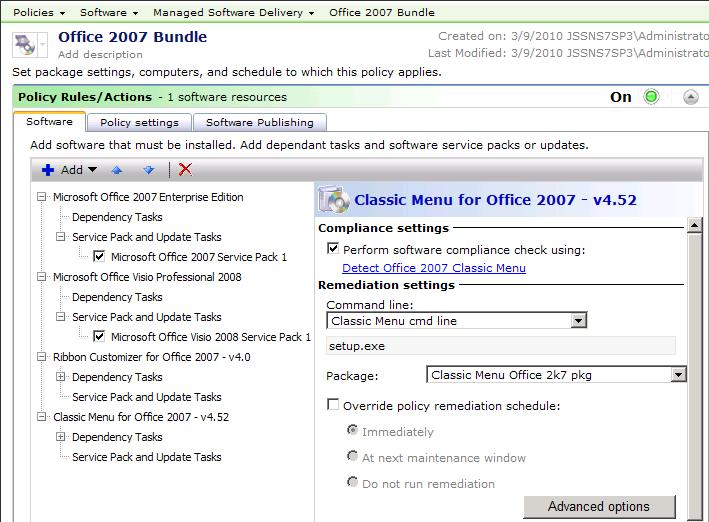 Policies Software Managed Software Delivery Office 2007 Bundle
Office 2007 Bundle
Add description
Created on: 3/9/2010 JSSNS7SP3\Administrato
Last Modified: 3/9/2010 JSSNS7SP3\Administrato
Set package settings, computers, and schedule to which this policy applies.
Policy Rules/Actions - 1 software resources On
Software Policy settings Software Publishing
Add software that must be installed. Add dependant tasks and software service packs or updates.
Add
Microsoft Office 2007 Enterprise Edition
Dependency Tasks
Service Pack and Update Tasks
Microsoft Office 2007 Service Pack 1
Microsoft Office Visio Professional 2008
Dependency Tasks
Service Pack and Update Tasks
Microsoft Office Visio 2008 Service Pack 1
Ribbon Customizer for Office 2007 - v4.0
Dependency Tasks
Service Pack and Update Tasks
Classic Menu for Office 2007 - v4.52
Dependency Tasks
Service Pack and Update Tasks
Classic Menu for Office 2007 - v4.52
Compliance settings
Perform software compliance check using:
Detect Office 2007 Classic Menu
Remediation settings
Command line:
Classic Menu cmd line
setup.exe
Package: Classic Menu Office 2k7 pkg
Override policy remediation schedule:
Immediately
At next maintenance window
Do not run remediation
Advanced options